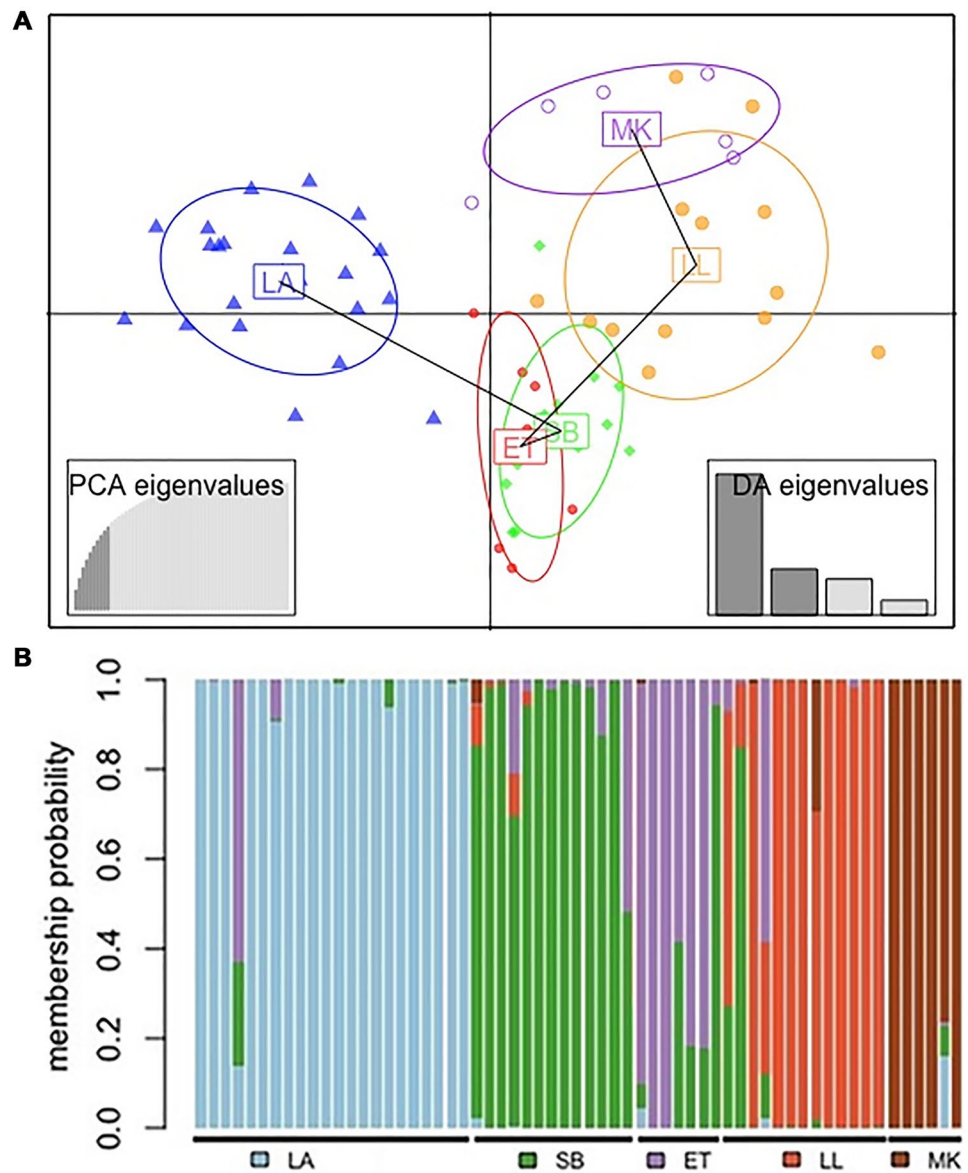 A
MK
LL
LA
SB
ET
PCA eigenvalues
DA eigenvalues
B
membership probability
1.0
0.8
0.6
0.4
0.2
0.0
LA SB ET LL MK